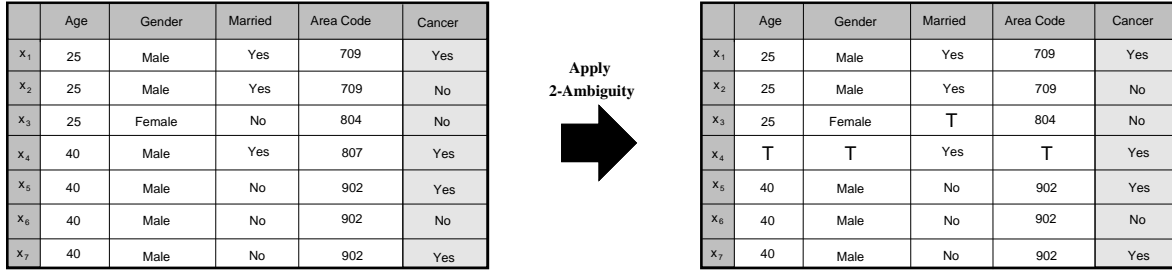 Age Gender Married Area Code Cancer
x1 25 Male Yes 709 Yes
x2 25 Male Yes 709 No
x3 25 Female No 804 No
x4 40 Male Yes 807 Yes
x5 40 Male No 902 Yes
x6 40 Male No 902 No
x7 40 Male No 902 Yes
Apply
2-Ambiguity
Age Gender Married Area Code Cancer
x1 25 Male Yes 709 Yes
x2 25 Male Yes 709 No
x3 25 Female T 804 No
x4 T T Yes T Yes
x5 40 Male No 902 Yes
x6 40 Male No 902 No
x7 40 Male No 902 Yes